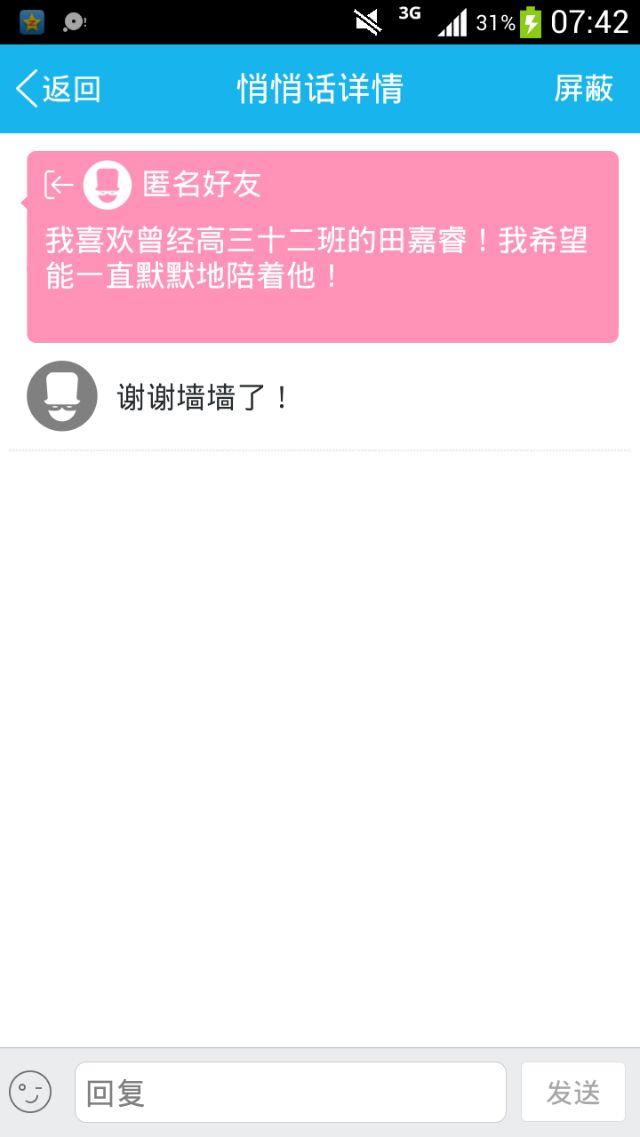 3G 31% 07:42
返回 悄悄话详情 屏蔽
匿名好友
我喜欢曾经高三十二班的田嘉睿！我希望
能一直默默地陪着他！
谢谢墙墙了！
回复 发送